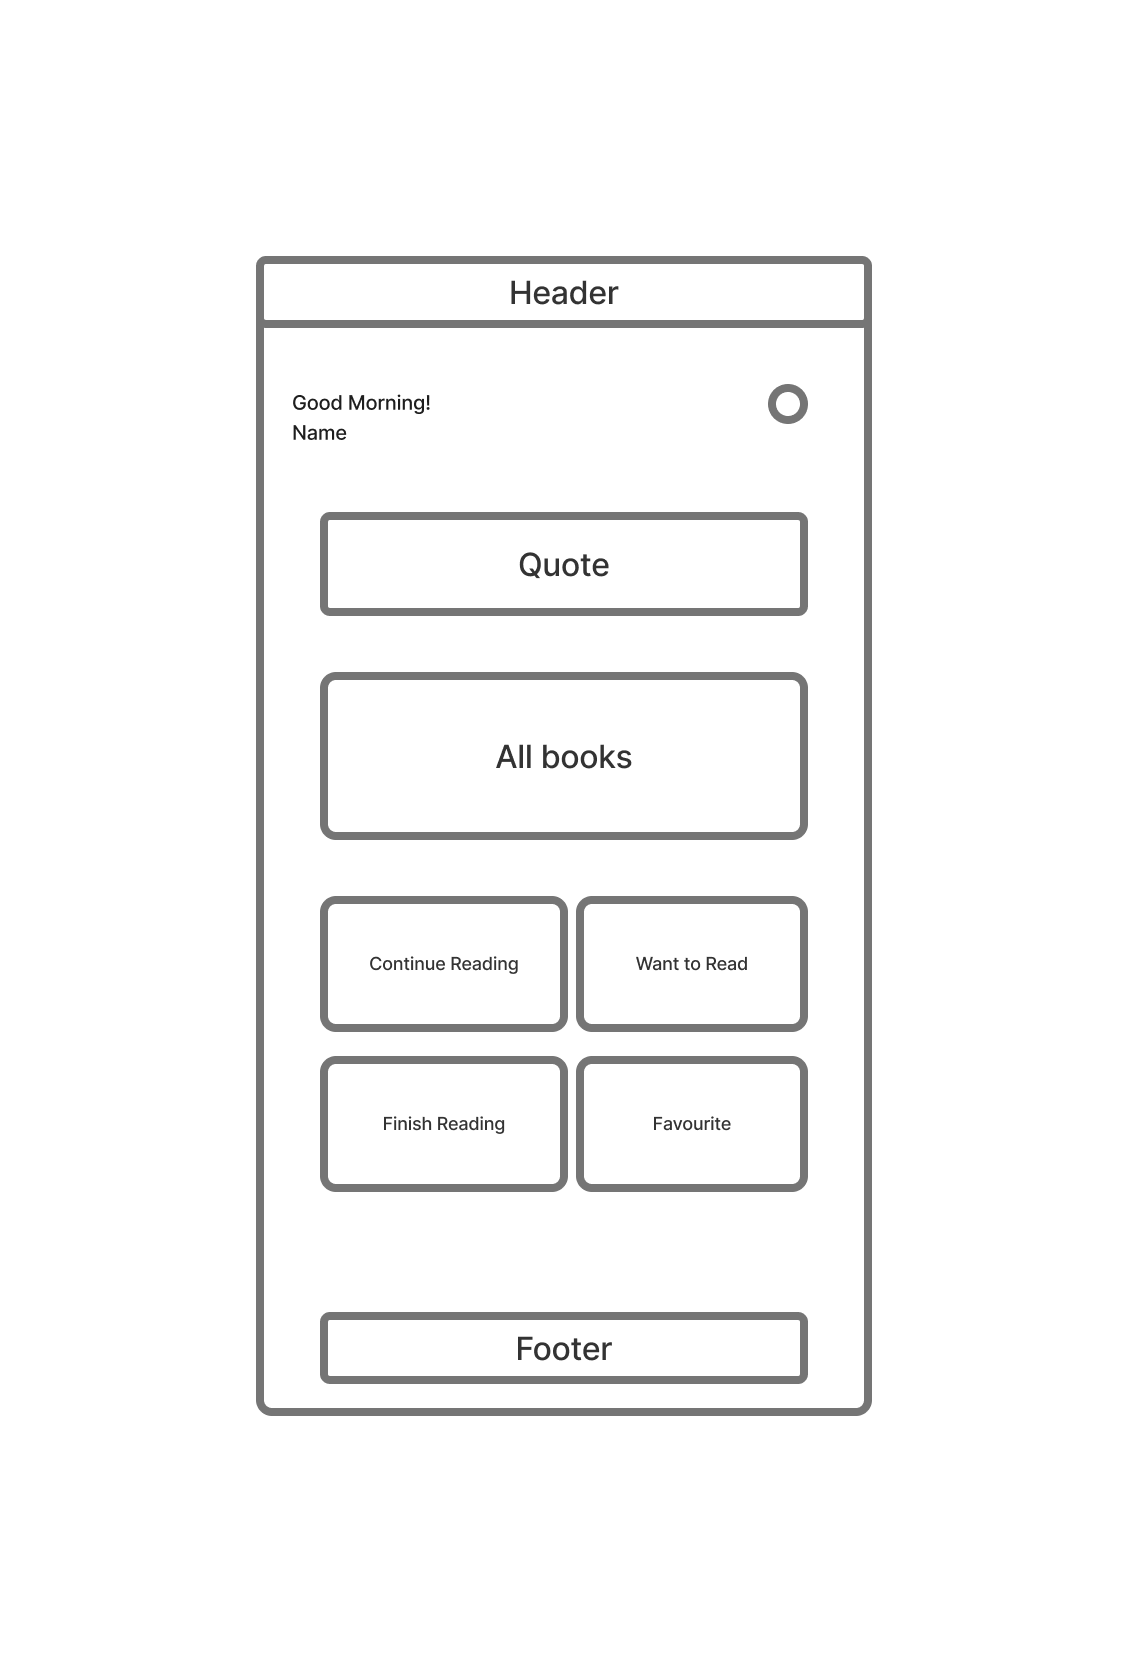 Header
Good Morning!
Name
Quote
All books
Continue Reading
Want to Read
Finish Reading
Favourite
Footer